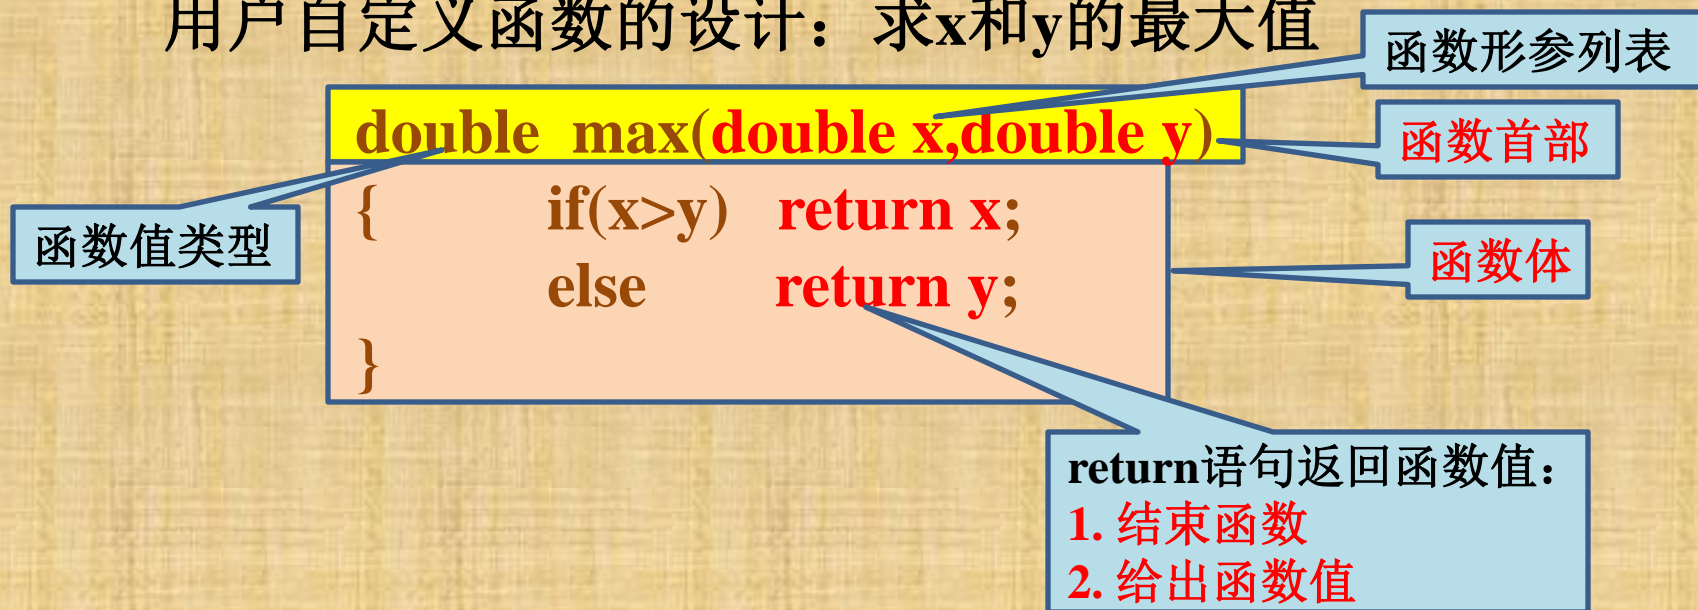 用户自定义函数的设计：求x和y的最大值
函数形参列表
double max(double x,double y)
函数首部
{ if(x>y) return x;
函数值类型
函数体
else return y;
}
return语句返回函数值：
1. 结束函数
2. 给出函数值